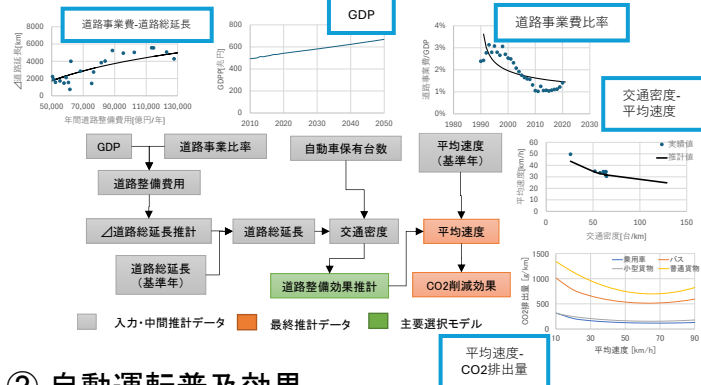 道路事業費-道路総延長
⊿道路延長[km]
8000
6000
4000
2000
0
50,000 70,000 90,000 110,000 130,000
年間道路整備費用[億円/年]
GDP
GDPP[兆円]
800
600
400
200
0
2010 2020 2030 2040 2050
道路事業費比率
道路事業費/GDP
4%
3%
2%
1%
0%
1980 1990 2000 2010 2020 2030
交通密度-
平均速度
平均速度[km/h]
60
50
40
30
20
10
0
実績値
推計値
0 50 100 150
交通密度[台/km]
GDP
道路事業比率
自動車保有台数
平均速度
(基準年)
道路整備費用
⊿道路総延長推計
道路総延長
交通密度
平均速度
道路総延長
(基準年)
道路整備効果推計
CO2削減効果
入力・中間推計データ
最終推計データ
主要選択モデル
CO2排出量 [g/km]
1500
1000
500
0
乗用車
バス
小型貨物
普通貨物
10 30 50 70 90
平均速度 [km/h]
平均速度-
CO2排出量
② 自動運転普及効果